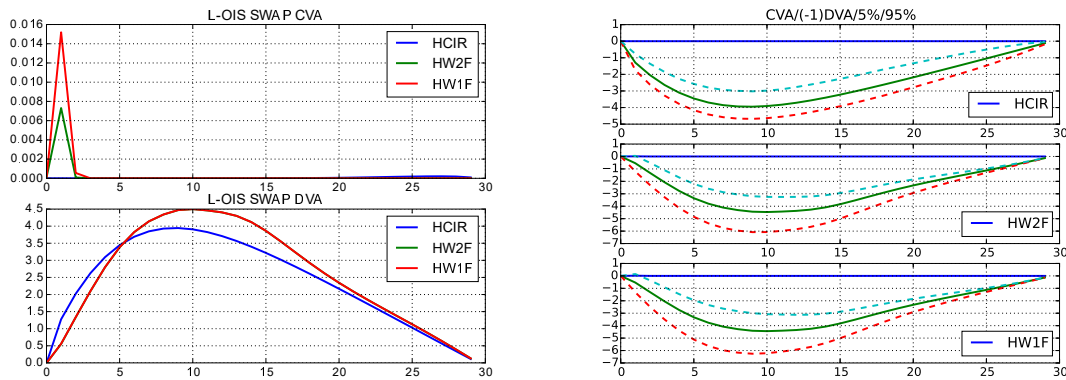 L-OIS SWAP CVA
0.016
0.014
0.012
0.010
0.008
0.006
0.004
0.002
0.000
HCIR
HW2F
HW1F
0 5 10 15 20 25 30
L-OIS SWAP DVA
4.5
4.0
3.5
3.0
2.5
2.0
1.5
1.0
0.5
0.0
HCIR
HW2F
HW1F
0 5 10 15 20 25 30
CVA/(-1)DVA/5%/95%
1
0
−1
−2
−3
−4
−5
HCIR
0 5 10 15 20 25 30
1
0
−1
−2
−3
−4
−5
−6
−7
HW2F
0 5 10 15 20 25 30
1
0
−1
−2
−3
−4
−5
−6
−7
HW1F
0 5 10 15 20 25 30